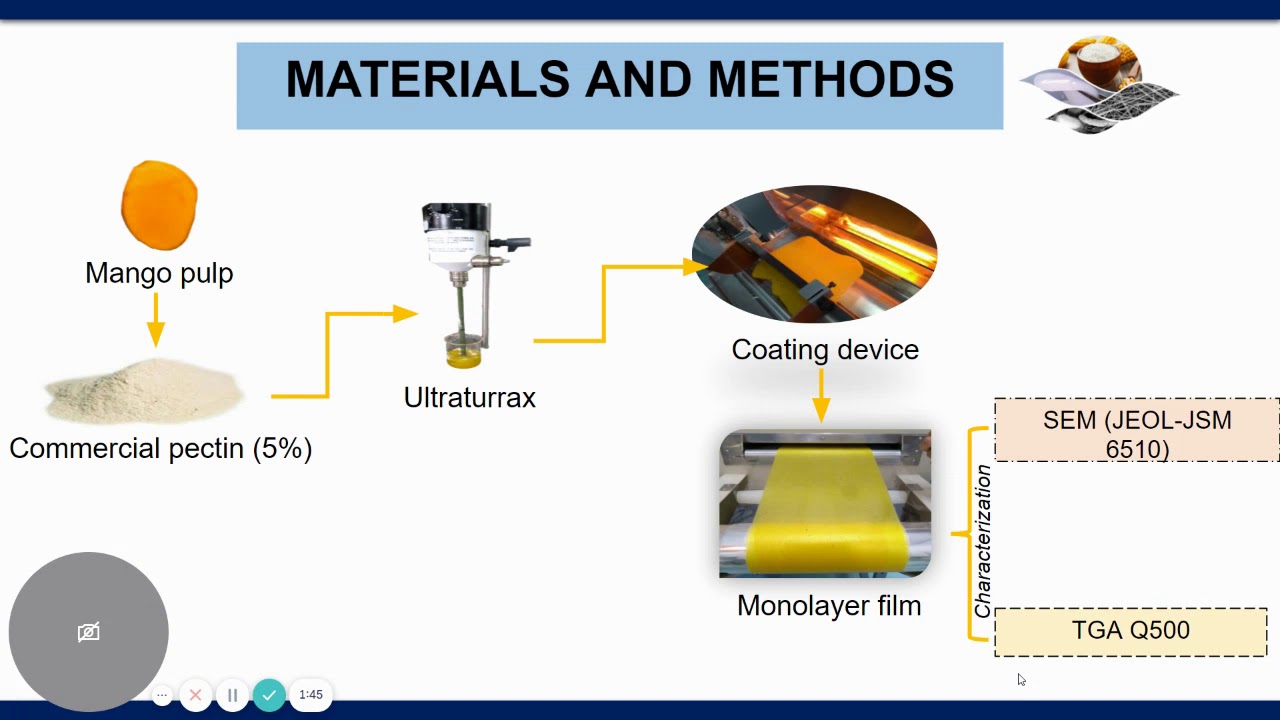 MATERIALS AND METHODS
Mango pulp
Commercial pectin (5%)
Ultraturrax
Coating device
Monolayer film
Characterization
SEM (JEOL-JSM
6510)
TGA Q500
1:45